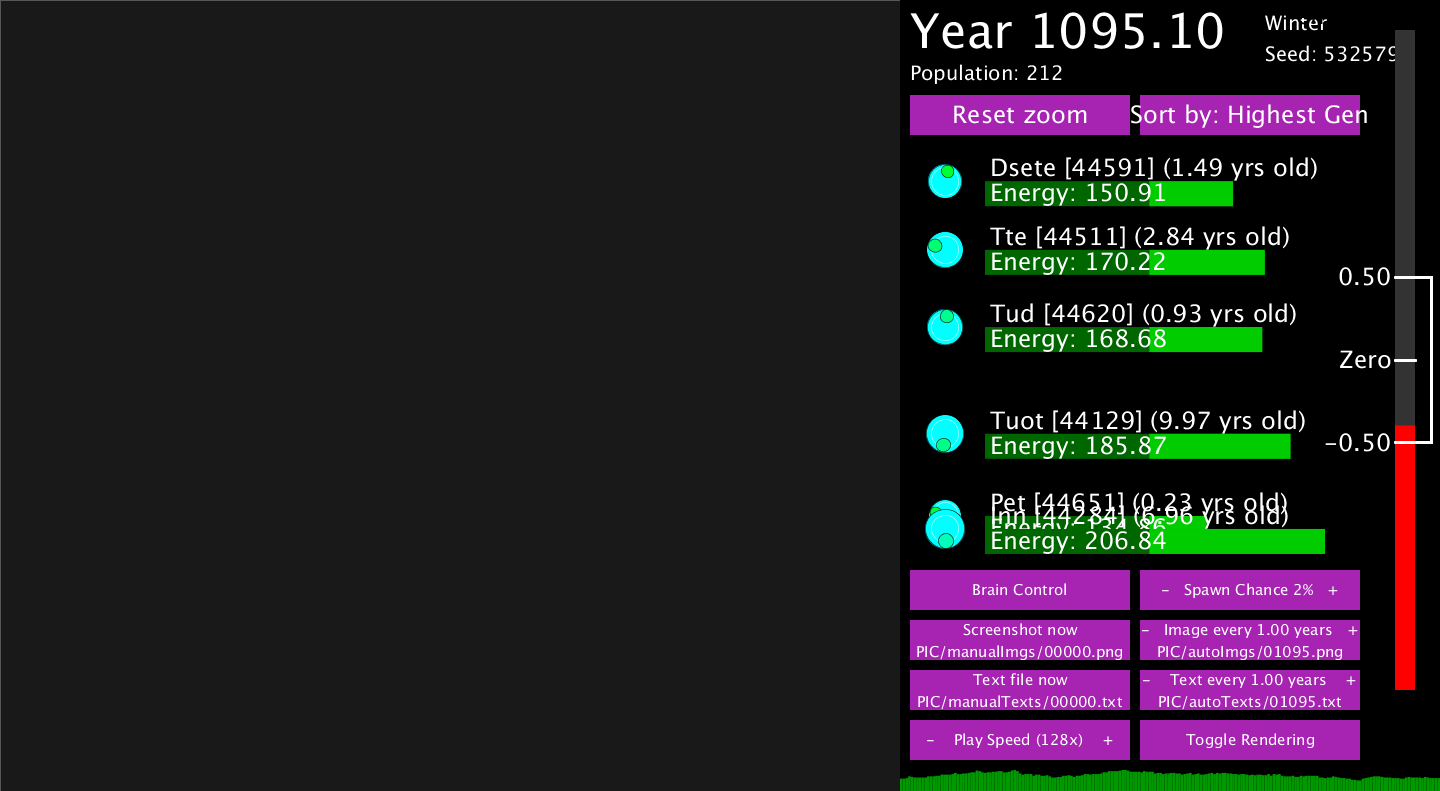 Year 1095.10
Winter
Seed: 532579
Population: 212
Reset zoom
Sort by: Highest Gen
Dsete [44591] (1.49 yrs old)
Energy: 150.91
Tte [44511] (2.84 yrs old)
Energy: 170.22
0.50
Tud [44620] (0.93 yrs old)
Energy: 168.68
Zero
Tuot [44129] (9.97 yrs old)
Energy: 185.87
-0.50
Pet [44651] (0.23 yrs old)
Inn [44284] (6.96 yrs old)
Energy: 134.86
Energy: 206.84
Brain Control
- Spawn Chance 2% +
Screenshot now
PIC/manualImgs/00000.png
- Image every 1.00 years +
PIC/autoImgs/01095.png
Text file now
PIC/manualTexts/00000.txt
- Text every 1.00 years +
PIC/autoTexts/01095.txt
- Play Speed (128x) +
Toggle Rendering